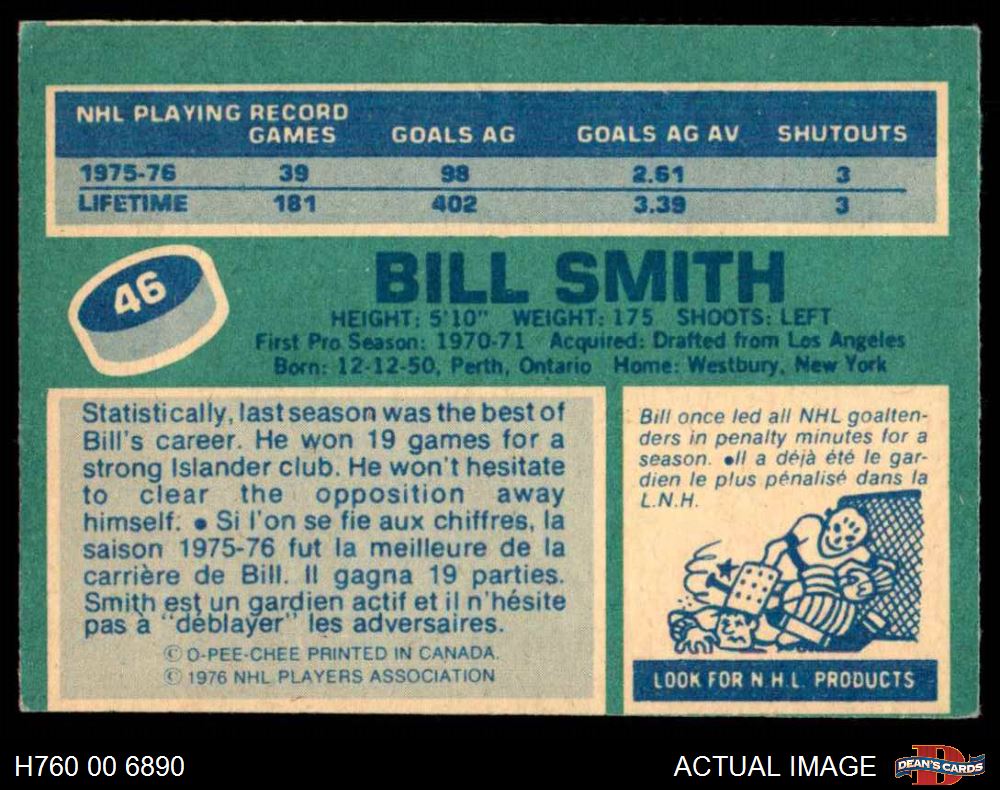 NHL PLAYING RECORD
GAMES GOALS AG GOALS AG AV SHUTOUTS
1975-76 39 98 2.61 3
LIFETIME 181 402 3.39 3
46
BILL SMITH
HEIGHT: 5'10" WEIGHT: 175 SHOOTS: LEFT
First Pro Season: 1970-71 Acquired: Drafted from Los Angeles
Born: 12-12-50, Perth, Ontario Home: Westbury, New York
Statistically, last season was the best of
Bill's career. He won 19 games for a
strong Islander club. He won't hesitate
to clear the opposition away
himself. • Si l'on se fie aux chiffres, la
saison 1975-76 fut la meilleure de la
carrière de Bill. Il gagna 19 parties.
Smith est un gardien actif et il n'hésite
pas à "déblayer" les adversaires.
© O-PEE-CHEE PRINTED IN CANADA.
© 1976 NHL PLAYERS ASSOCIATION
Bill once led all NHL goalten-
ders in penalty minutes for a
season. •Il a déjà été le gar-
dien le plus pénalisé dans la
L.N.H.
LOOK FOR N.H.L. PRODUCTS
H760 00 6890
ACTUAL IMAGE
D
DEAN'S CARDS